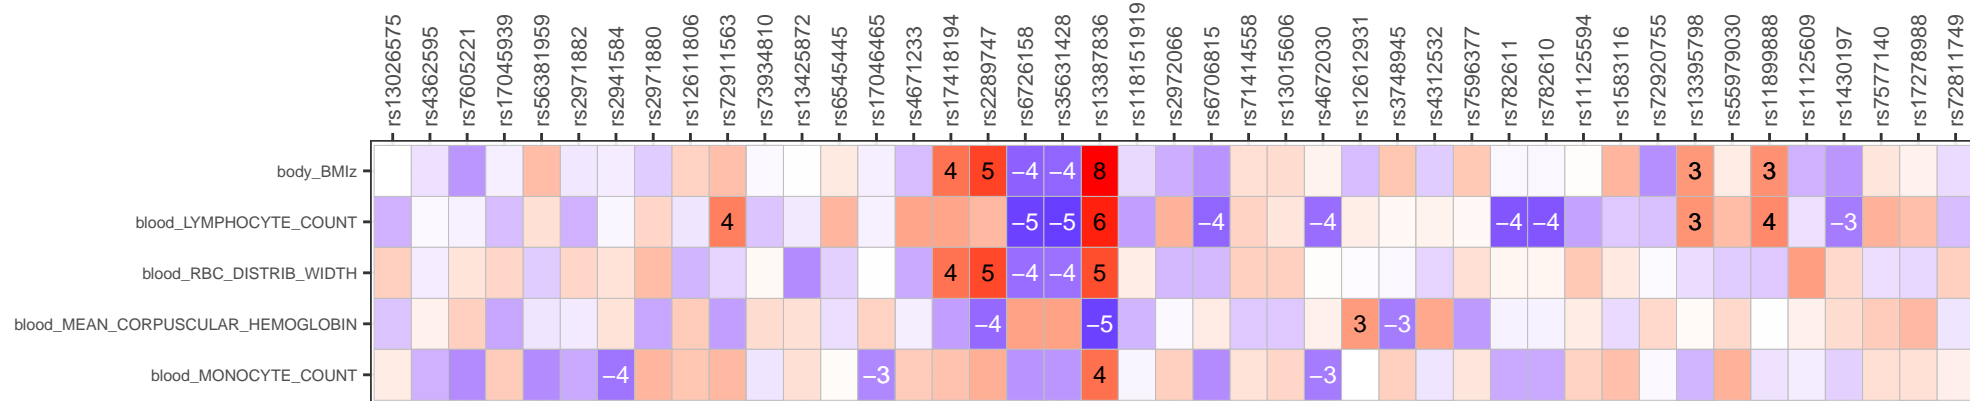 rs13026575 rs43625595 rs7605221 rs17045939 rs56381959 rs2971882 rs29415584 rs2971880 rs12611806 rs72911563 rs73934810 rs13425872 rs6545445 rs17046465 rs4671233 rs17418194 rs2289747 rs6726158 rs35631428 rs13387836 rs118151919 rs2972066 rs6706815 rs71414558 rs13015606 rs4672030 rs12612931 rs3748945 rs4312532 rs75963377 rs782611 rs782610 rs11125594 rs1583116 rs72920755 rs13395798 rs55979030 rs11899888 rs11125609 rs1430197 rs7577140 rs17278988 rs72811749
body_BMIz 4 5 −4 −4 8 3 3
blood_LYMPHOCYTE_COUNT 4 −5 −5 6 −4 −4 −4 −4 3 4 −3
blood_RBC_DISTRIB_WIDTH 4 5 −4 −4 5
blood_MEAN_CORPUSCULAR_HEMOGLOBIN −4 −5 3 −3
blood_MONOCYTE_COUNT −4 −3 4 −3